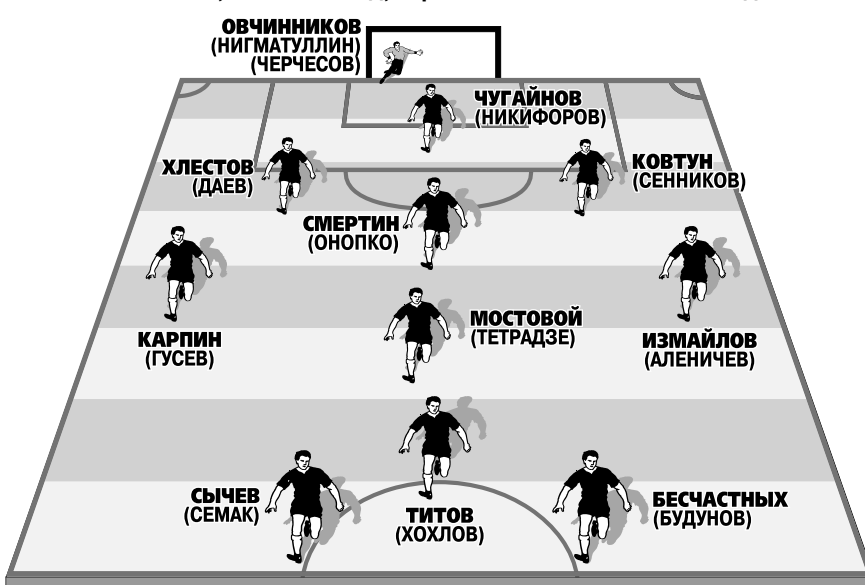 ОВЧИННИКОВ
(НИГМАТУЛЛИН)
(ЧЕРЧЕСОВ)
ЧУГАЙНОВ
(НИКИФОРОВ)
ХЛЕСТОВ
(ДАЕВ)
КОВТУН
(СЕННИКОВ)
СМЕРТИН
(ОНОПКО)
КАРПИН
(ГУСЕВ)
МОСТОВОЙ
(ТЕТРАДЗЕ)
ИЗМАЙЛОВ
(АЛЕНИЧЕВ)
СЫЧЕВ
(СЕМАК)
ТИТОВ
(ХОХЛОВ)
БЕСЧАСТНЫХ
(БУДУНОВ)